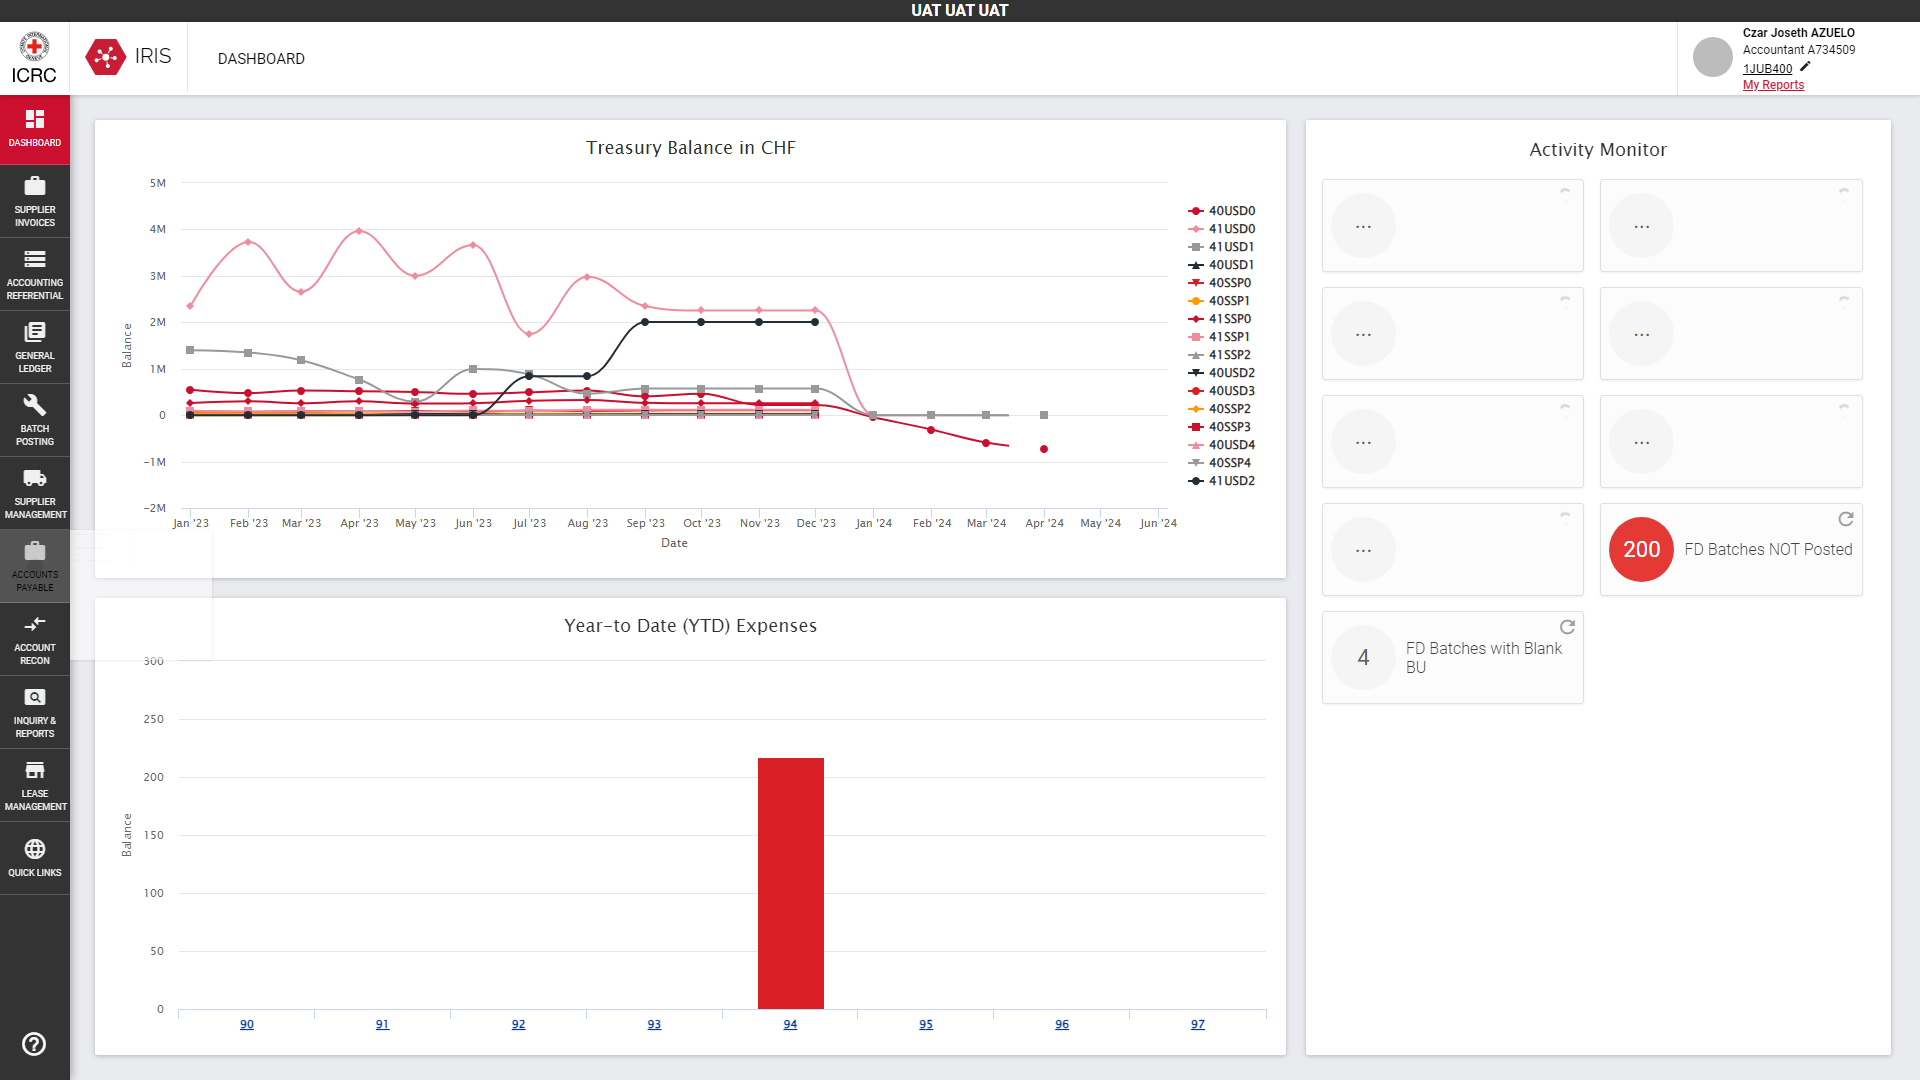 UAT UAT UAT
ICRC
IRIS
DASHBOARD
Czar Joseth AZUELO
Accountant A734509
1JUB400
My Reports
DASHBOARD
SUPPLIER
INVOICES
ACCOUNTING
REFERENTIAL
GENERAL
LEDGER
BATCH
POSTING
SUPPLIER
MANAGEMENT
ACCOUNTS
PAYABLE
ACCOUNT
RECON
INQUIRY &
REPORTS
LEASE
MANAGEMENT
QUICK LINKS
Treasury Balance in CHF
5M
4M
3M
2M
1M
0
-1M
-2M
Balance
Jan '23 Feb '23 Mar '23 Apr '23 May '23 Jun '23 Jul '23 Aug '23 Sep '23 Oct '23 Nov '23 Dec '23 Jan '24 Feb '24 Mar '24 Apr '24 May '24 Jun '24
Date
40USD0
41USD0
41USD1
40USD1
40SSP0
40SSP1
41SSP0
41SSP1
41SSP2
40USD2
40USD3
40SSP2
40SSP3
40USD4
40SSP4
41USD2
Year-to Date (YTD) Expenses
300
250
200
150
100
50
0
Balance
90 91 92 93 94 95 96 97
Activity Monitor
... ...
... ...
... ...
...
200 FD Batches NOT Posted
4 FD Batches with Blank
BU